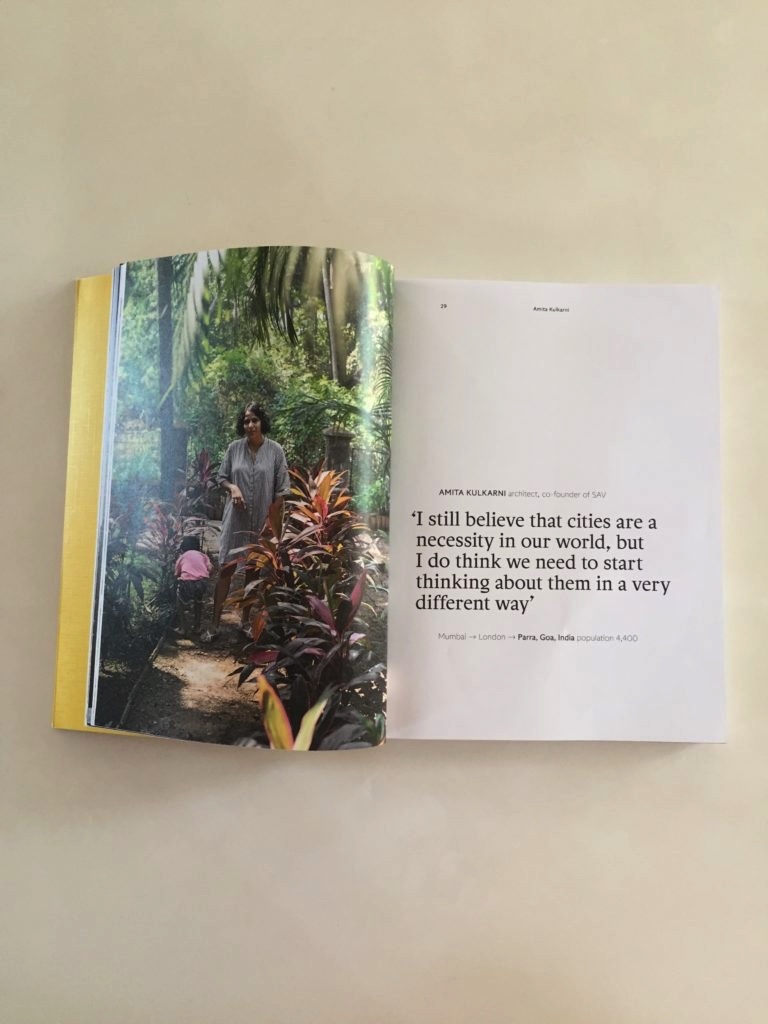 29
Amita Kulkarni
AMITA KULKARNI architect, co-founder of SAV
‘I still believe that cities are a
necessity in our world, but
I do think we need to start
thinking about them in a very
different way’
Mumbai → London → Parra, Goa, India population 4,400